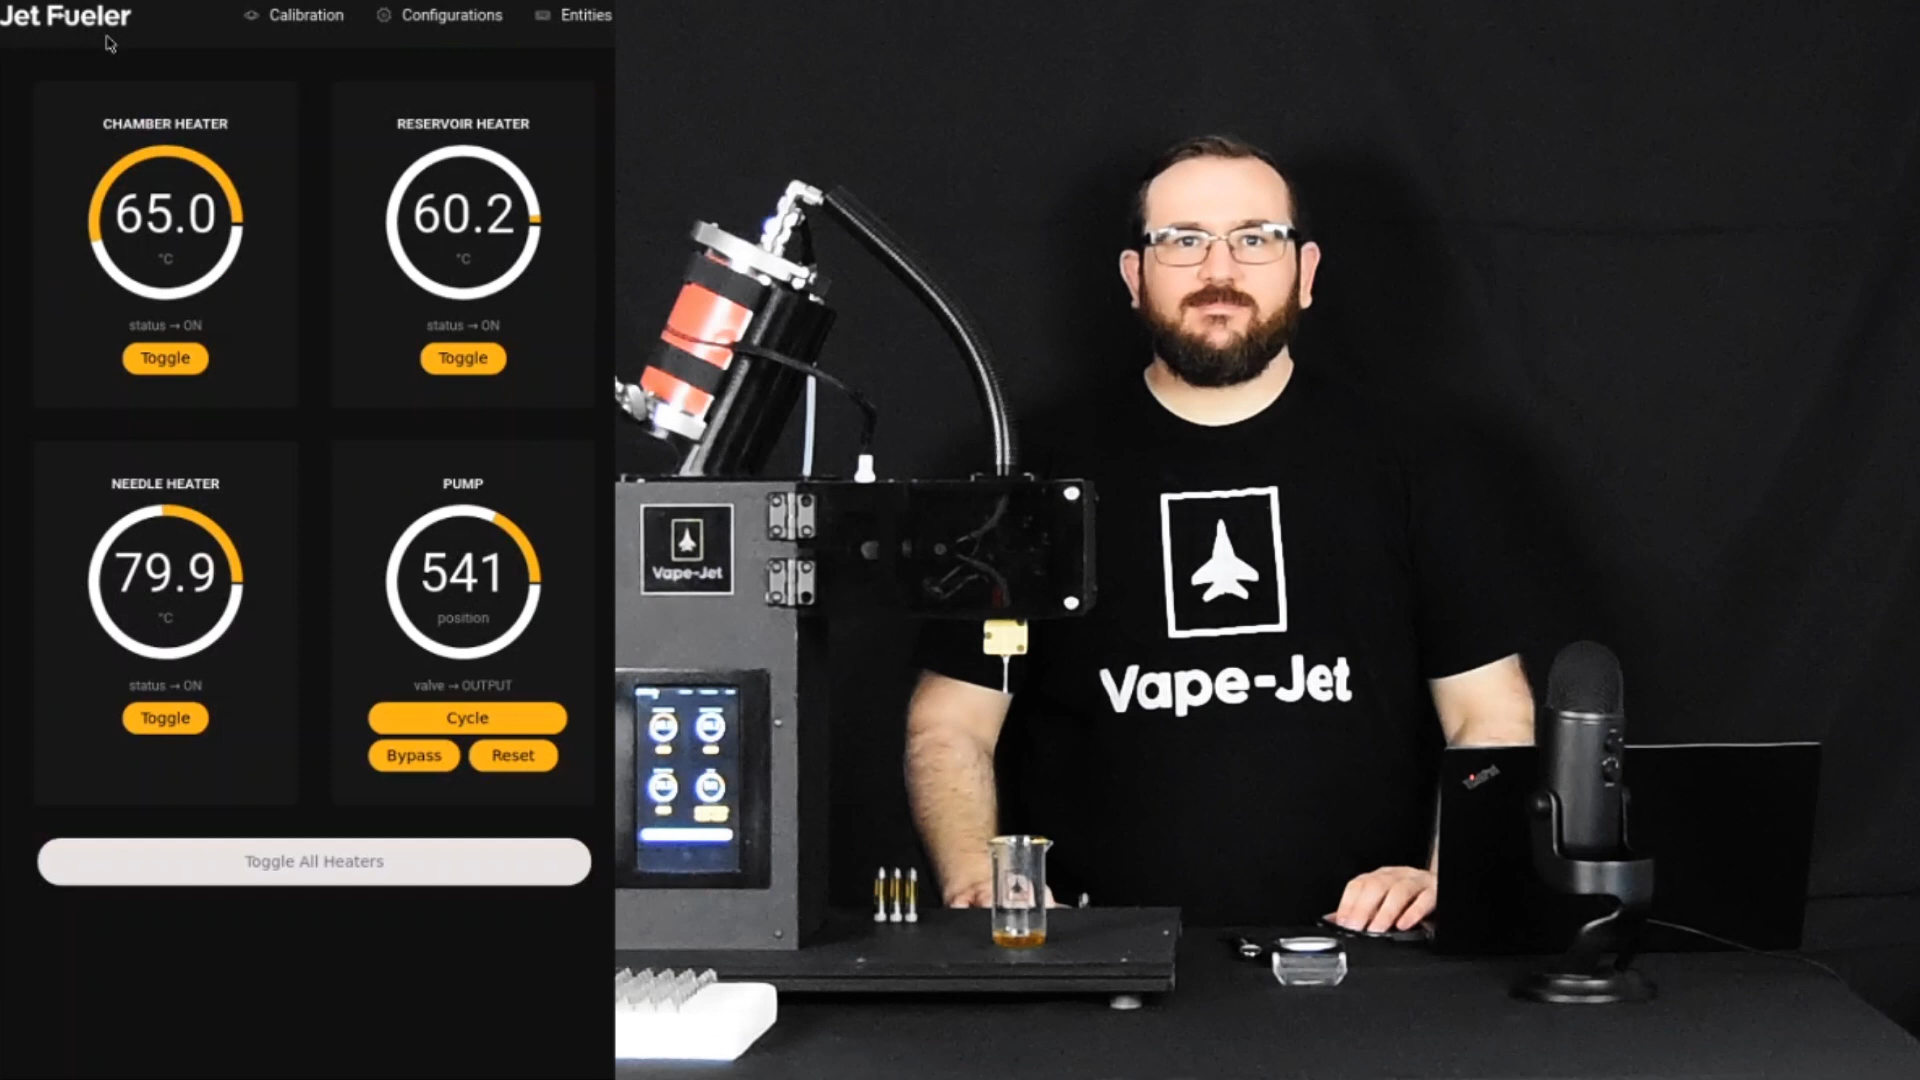 Jet Fueler
Calibration
Configurations
Entities
CHAMBER HEATER
65.0
°C
status → ON
Toggle
RESERVOIR HEATER
60.2
°C
status → ON
Toggle
NEEDLE HEATER
79.9
°C
status → ON
Toggle
PUMP
541
position
valve → OUTPUT
Cycle
Bypass
Reset
Toggle All Heaters
Vape-Jet
Vape-Jet
ThinkPad